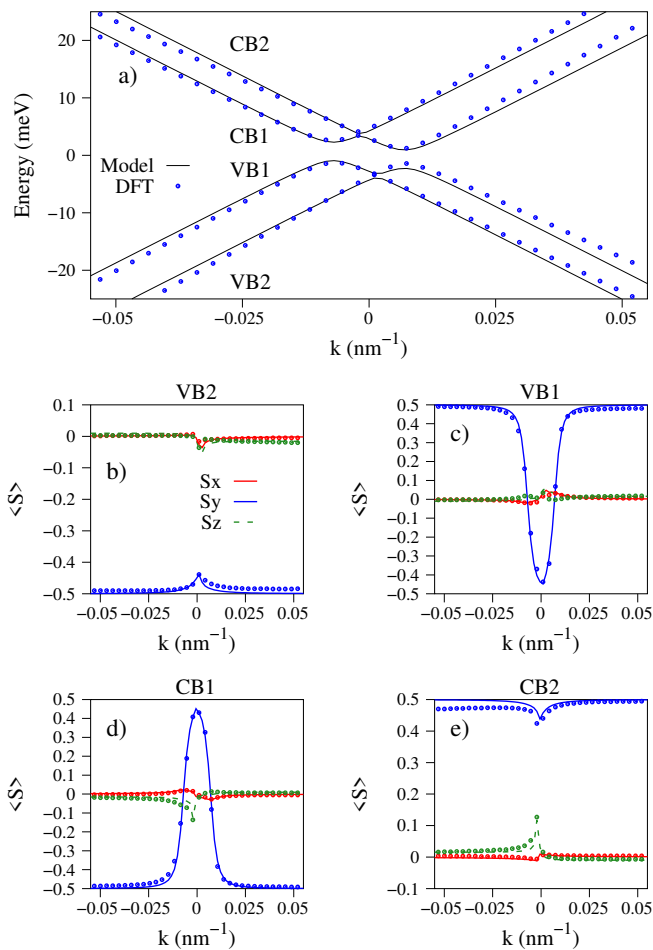 20
10
0
−10
−20
Energy (meV)
a)
CB2
CB1
Model
VB1
DFT
VB2
−0.05
−0.025
0
0.025
0.05
k (nm−1)
VB2
0.1
0
−0.1
−0.2
−0.3
−0.4
−0.5
<S>
b)
Sx
Sy
Sz
−0.05
−0.025
0
0.025
0.05
k (nm−1)
VB1
0.5
0.4
0.3
0.2
0.1
0
−0.1
−0.2
−0.3
−0.4
−0.5
<S>
c)
−0.05
−0.025
0
0.025
0.05
k (nm−1)
CB1
0.5
0.4
0.3
0.2
0.1
0
0.1
0.2
0.3
0.4
−0.5
<S>
d)
−0.05
−0.025
0
0.025
0.05
k (nm−1)
CB2
0.5
0.4
0.3
0.2
0.1
0
−0.1
<S>
e)
−0.05
−0.025
0
0.025
0.05
k (nm−1)